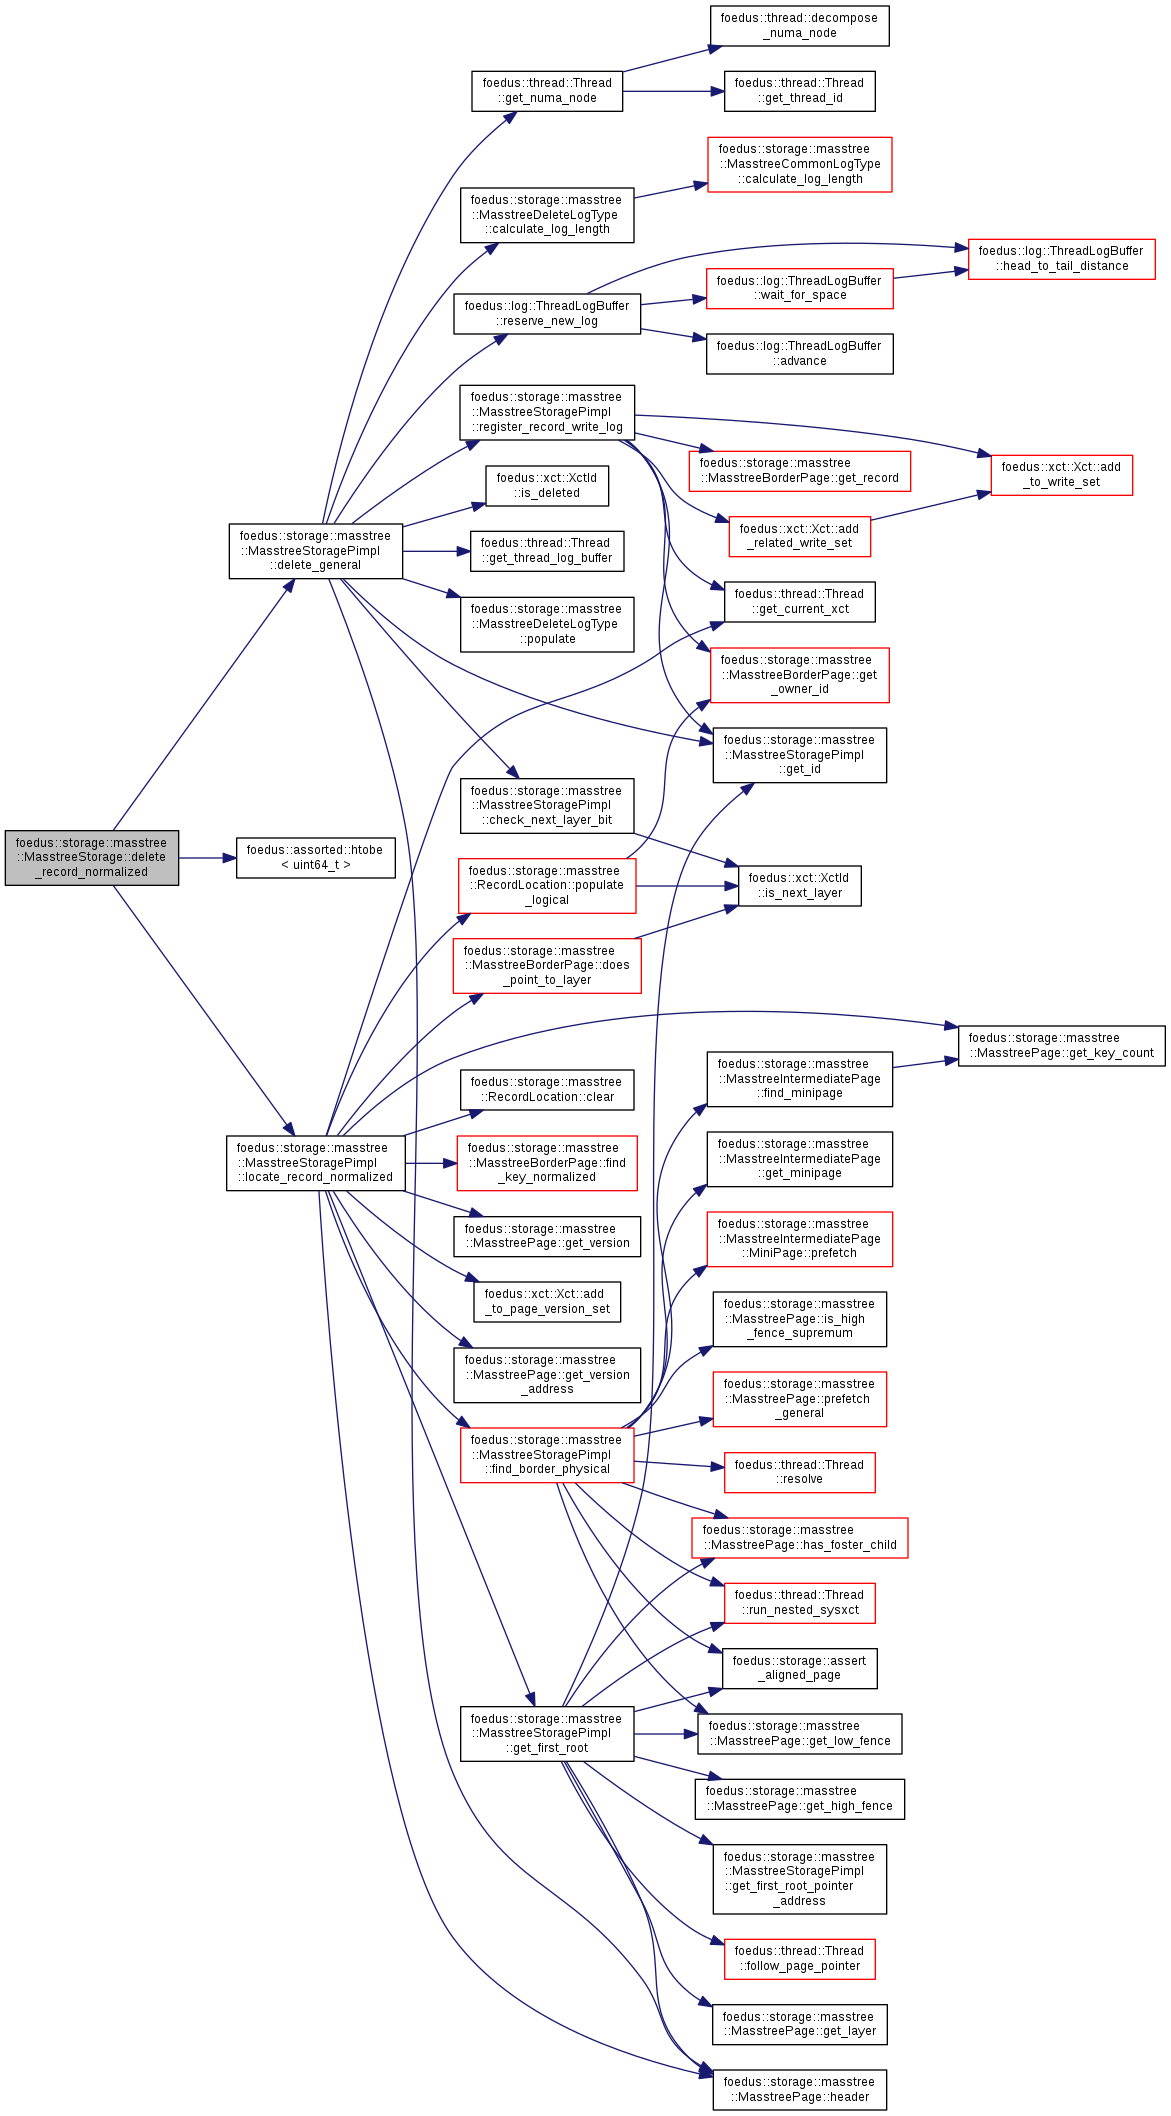 foedus::storage::masstree
::MasstreeStorage::delete
_record_normalized
foedus::storage::masstree
::MasstreeStoragePimpl
::delete_general
foedus::assorted::htobe
< uint64_t >
foedus::storage::masstree
::MasstreeStoragePimpl
::locate_record_normalized
foedus::thread::Thread
::get_numa_node
foedus::storage::masstree
::MasstreeDeleteLogType
::calculate_log_length
foedus::log::ThreadLogBuffer
::reserve_new_log
foedus::storage::masstree
::MasstreeStoragePimpl
::register_record_write_log
foedus::xct::XctId
::is_deleted
foedus::thread::Thread
::get_thread_log_buffer
foedus::storage::masstree
::MasstreeDeleteLogType
::populate
foedus::storage::masstree
::MasstreeStoragePimpl
::check_next_layer_bit
foedus::storage::masstree
::RecordLocation::populate
_logical
foedus::storage::masstree
::MasstreeBorderPage::does
_point_to_layer
foedus::storage::masstree
::RecordLocation::clear
foedus::storage::masstree
::MasstreeBorderPage::find
_key_normalized
foedus::storage::masstree
::MasstreePage::get_version
foedus::xct::Xct::add
_to_page_version_set
foedus::storage::masstree
::MasstreePage::get_version
_address
foedus::storage::masstree
::MasstreeStoragePimpl
::find_border_physical
foedus::storage::masstree
::MasstreeStoragePimpl
::get_first_root
foedus::thread::decompose
_numa_node
foedus::thread::Thread
::get_thread_id
foedus::storage::masstree
::MasstreeCommonLogType
::calculate_log_length
foedus::log::ThreadLogBuffer
::wait_for_space
foedus::log::ThreadLogBuffer
::advance
foedus::storage::masstree
::MasstreeBorderPage::get_record
foedus::xct::Xct::add
_related_write_set
foedus::thread::Thread
::get_current_xct
foedus::storage::masstree
::MasstreeBorderPage::get
_owner_id
foedus::storage::masstree
::MasstreeStoragePimpl
::get_id
foedus::xct::XctId
::is_next_layer
foedus::storage::masstree
::MasstreeIntermediatePage
::find_minipage
foedus::storage::masstree
::MasstreeIntermediatePage
::get_minipage
foedus::storage::masstree
::MasstreeIntermediatePage
::MiniPage::prefetch
foedus::storage::masstree
::MasstreePage::is_high
_fence_supremum
foedus::storage::masstree
::MasstreePage::prefetch
_general
foedus::thread::Thread
::resolve
foedus::storage::masstree
::MasstreePage::has_foster_child
foedus::thread::Thread
::run_nested_sysxct
foedus::storage::assert
_aligned_page
foedus::storage::masstree
::MasstreePage::get_low_fence
foedus::storage::masstree
::MasstreePage::get_high_fence
foedus::storage::masstree
::MasstreeStoragePimpl
::get_first_root_pointer
_address
foedus::thread::Thread
::follow_page_pointer
foedus::storage::masstree
::MasstreePage::get_layer
foedus::storage::masstree
::MasstreePage::header
foedus::log::ThreadLogBuffer
::head_to_tail_distance
foedus::xct::Xct::add
_to_write_set
foedus::storage::masstree
::MasstreePage::get_key_count